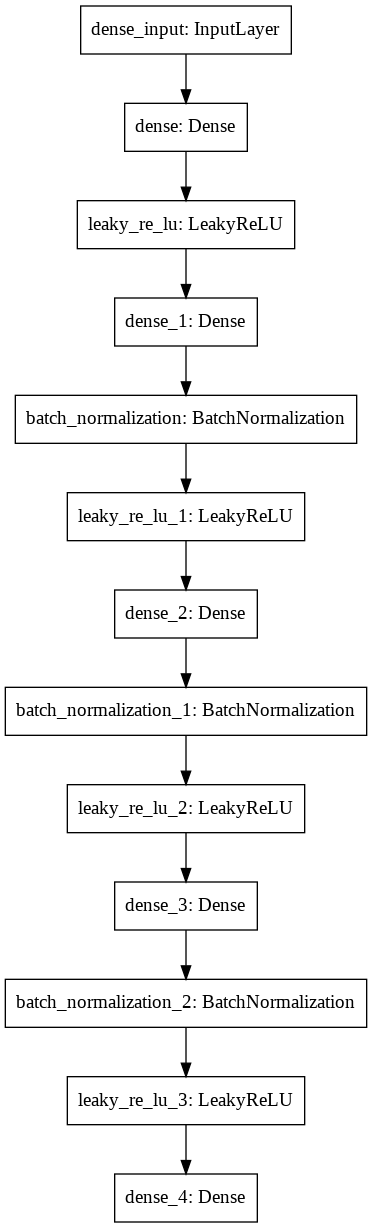 dense_input: InputLayer
dense: Dense
leaky_re_lu: LeakyReLU
dense_1: Dense
batch_normalization: BatchNormalization
leaky_re_lu_1: LeakyReLU
dense_2: Dense
batch_normalization_1: BatchNormalization
leaky_re_lu_2: LeakyReLU
dense_3: Dense
batch_normalization_2: BatchNormalization
leaky_re_lu_3: LeakyReLU
dense_4: Dense